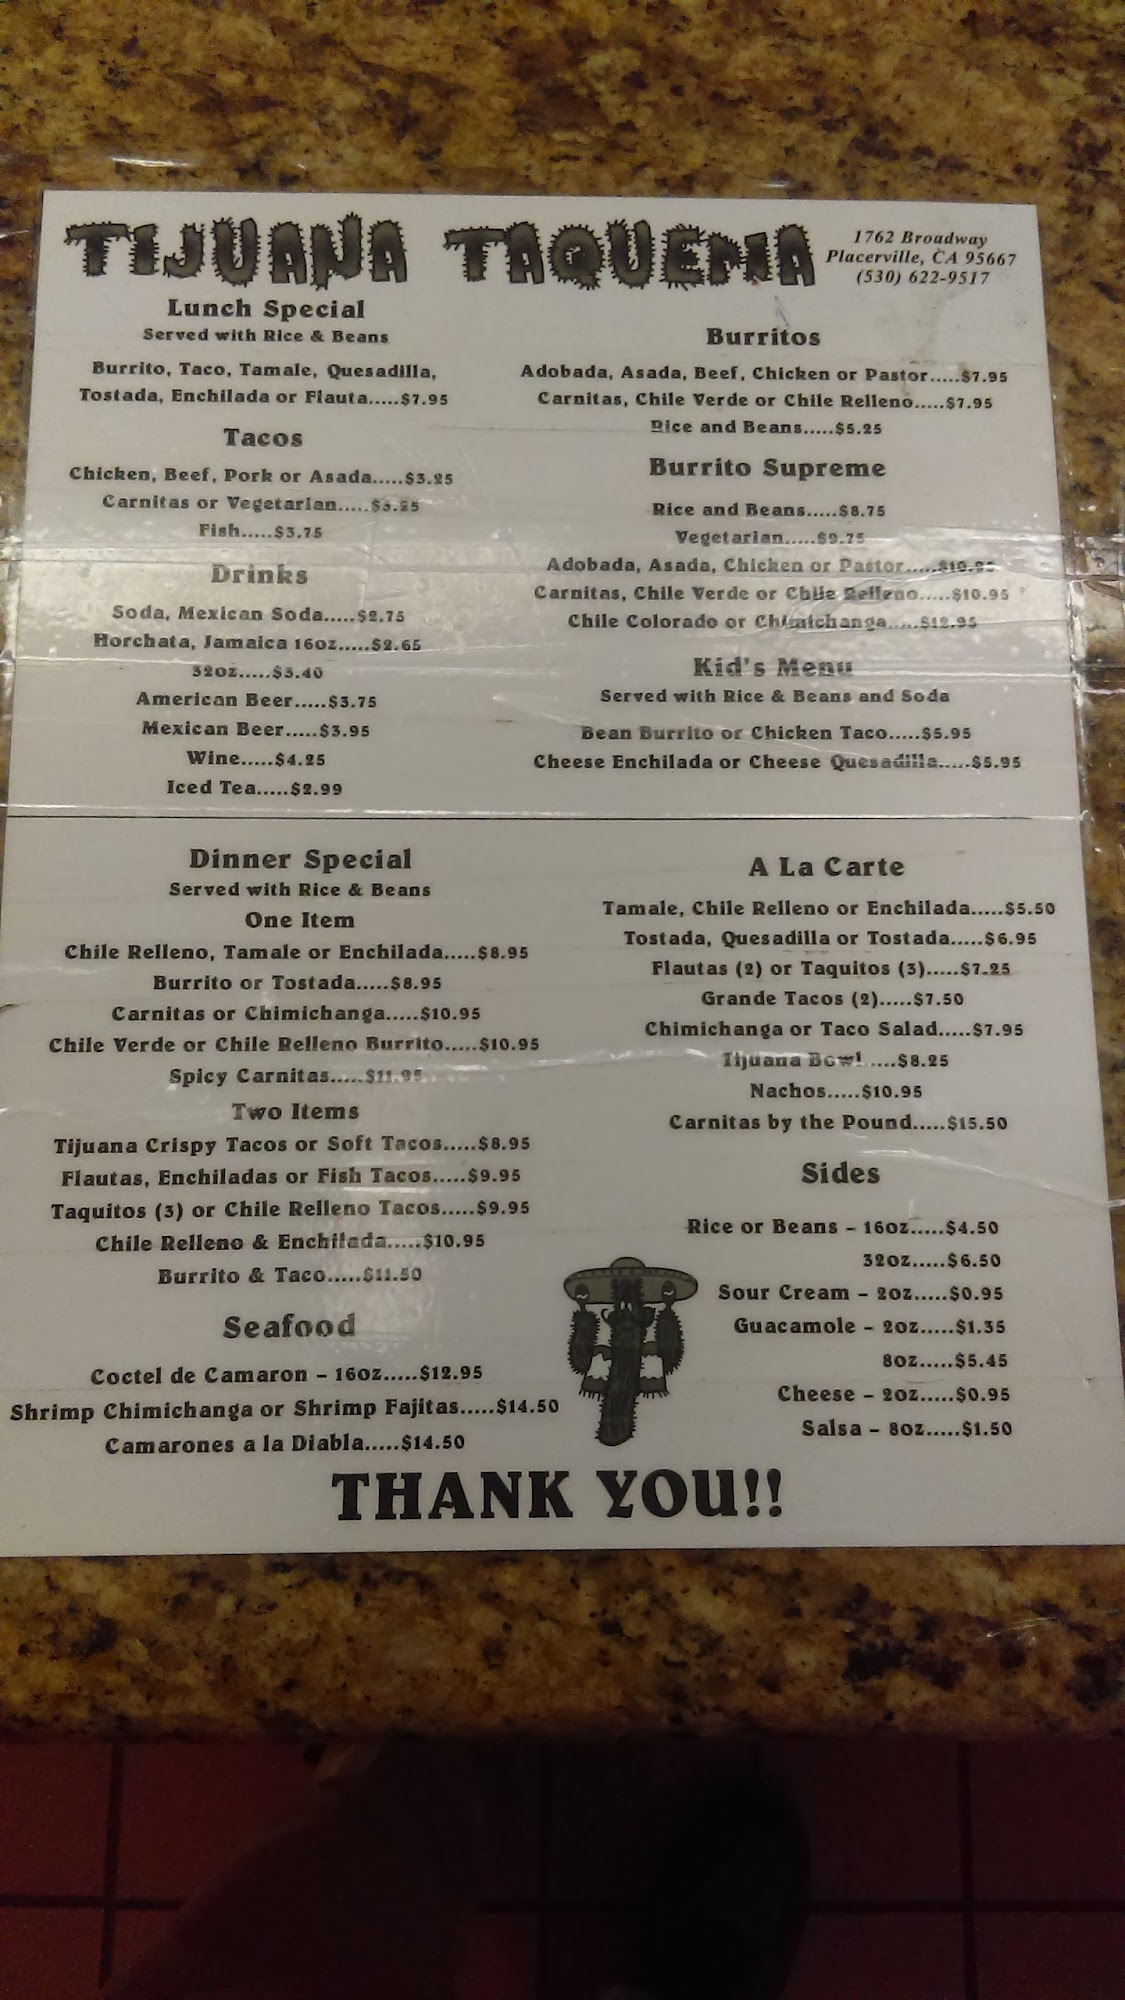 TIJUANA TAQUERIA
1762 Broadway
Placerville, CA 95667
(530) 622-9517
Lunch Special
Served with Rice & Beans
Burrito, Taco, Tamale, Quesadilla,
Tostada, Enchilada or Flauta.....$7.95
Tacos
Chicken, Beef, Pork or Asada.....$3.25
Carnitas or Vegetarian.....$3.25
Fish.....$3.75
Drinks
Soda, Mexican Soda.....$2.75
Horchata, Jamaica 16oz.....$2.65
32oz.....$3.40
American Beer.....$3.75
Mexican Beer.....$3.95
Wine.....$4.25
Iced Tea.....$2.99
Burritos
Adobada, Asada, Beef, Chicken or Pastor.....$7.95
Carnitas, Chile Verde or Chile Relleno.....$7.95
Rice and Beans.....$5.25
Burrito Supreme
Rice and Beans.....$8.75
Vegetarian.....$9.75
Adobada, Asada, Chicken or Pastor.....$10.95
Carnitas, Chile Verde or Chile Relleno.....$10.95
Chile Colorado or Chimichanga.....$12.95
Kid's Menu
Served with Rice & Beans and Soda
Bean Burrito or Chicken Taco.....$5.95
Cheese Enchilada or Cheese Quesadilla.....$5.95
Dinner Special
Served with Rice & Beans
One Item
Chile Relleno, Tamale or Enchilada.....$8.95
Burrito or Tostada.....$8.95
Carnitas or Chimichanga.....$10.95
Chile Verde or Chile Relleno Burrito.....$10.95
Spicy Carnitas.....$11.95
Two Items
Tijuana Crispy Tacos or Soft Tacos.....$8.95
Flautas, Enchiladas or Fish Tacos.....$9.95
Taquitos (3) or Chile Relleno Tacos.....$9.95
Chile Relleno & Enchilada.....$10.95
Burrito & Taco.....$11.50
Seafood
Coctel de Camaron - 16oz.....$12.95
Shrimp Chimichanga or Shrimp Fajitas.....$14.50
Camarones a la Diabla.....$14.50
A La Carte
Tamale, Chile Relleno or Enchilada.....$5.50
Tostada, Quesadilla or Tostada.....$6.95
Flautas (2) or Taquitos (3).....$7.25
Grande Tacos (2).....$7.50
Chimichanga or Taco Salad.....$7.95
Tijuana Bowl.....$8.25
Nachos.....$10.95
Carnitas by the Pound.....$15.50
Sides
Rice or Beans - 16oz.....$4.50
32oz.....$6.50
Sour Cream - 2oz.....$0.95
Guacamole - 2oz.....$1.35
8oz.....$5.45
Cheese - 2oz.....$0.95
Salsa - 8oz.....$1.50
THANK YOU!!